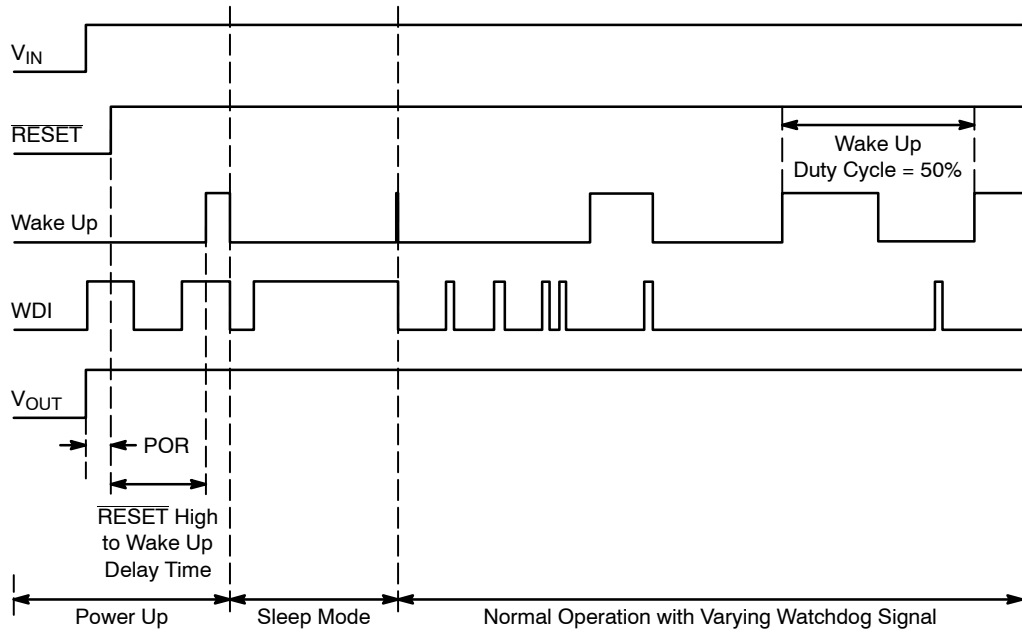 VIN
RESET
Wake Up
Duty Cycle = 50%
Wake Up
WDI
VOUT
POR
RESET High
to Wake Up
Delay Time
Power Up
Sleep Mode
Normal Operation with Varying Watchdog Signal